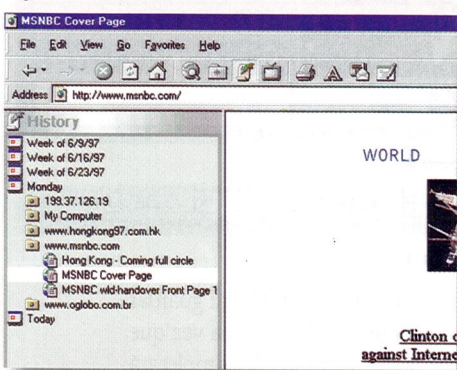 MSNBC Cover Page
File Edit View Go Favorites Help
Address http://www.msnbc.com/
History
Week of 6/9/97
Week of 6/16/97
Week of 6/23/97
Monday
199.37.126.19
My Computer
www.hongkong97.com.hk
www.msnbc.com
Hong Kong - Coming full circle
MSNBC Cover Page
MSNBC wld-handover Front Page T
www.oglobo.com.br
Today
WORLD
Clinton
against Interne